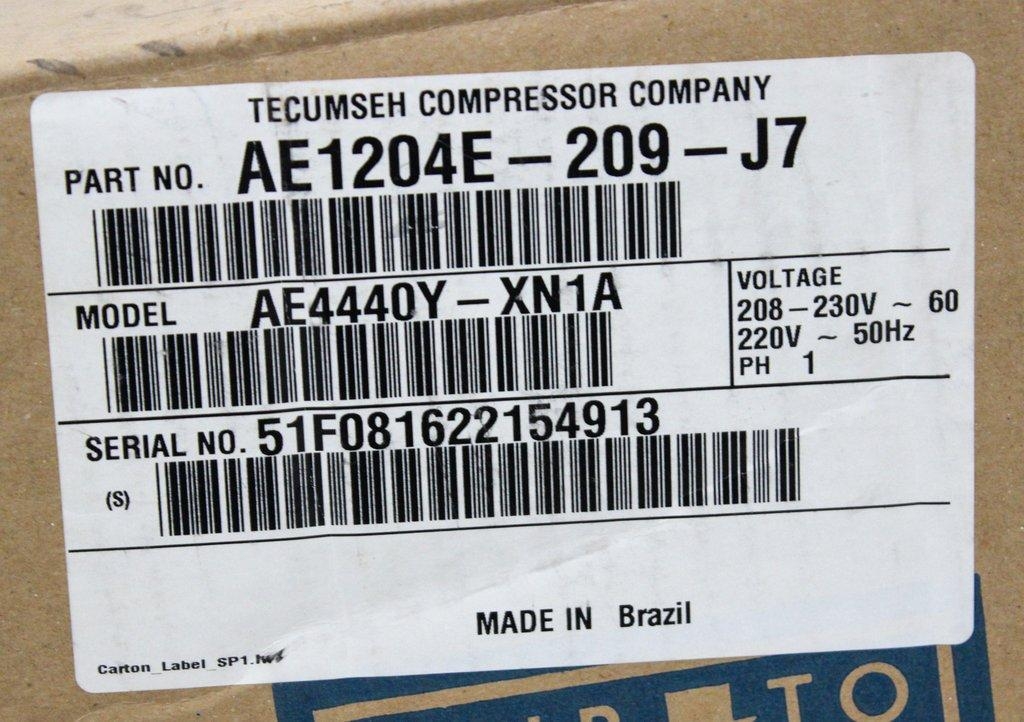 TECUMSEH COMPRESSOR COMPANY
PART NO. AE1204E-209-J7
MODEL AE4440Y-XN1A
VOLTAGE
208-230V ~ 60
220V ~ 50Hz
PH 1
SERIAL NO. 51F081622154913
(S)
MADE IN Brazil
Carton_Label_SP1.lwl
TO